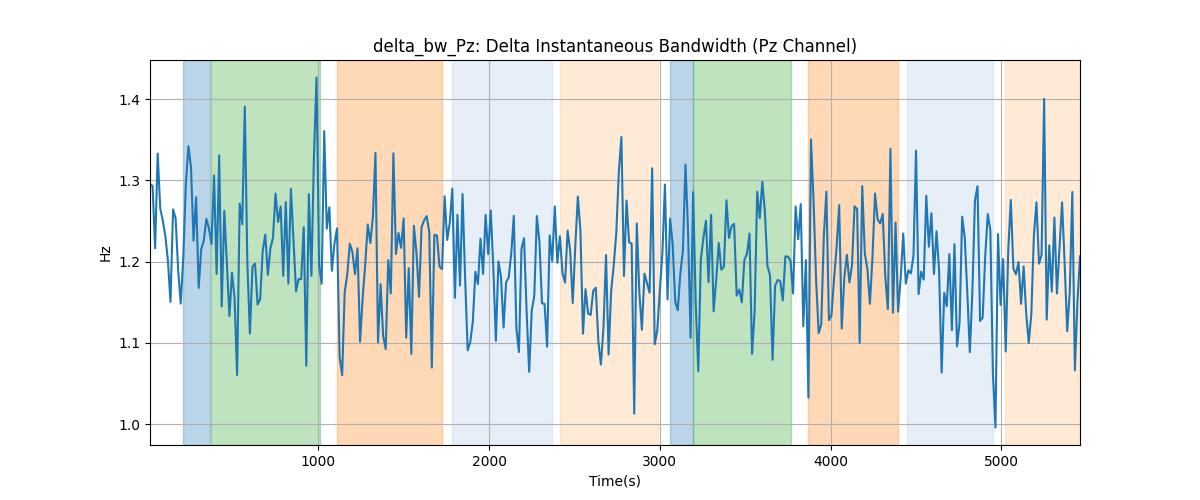 delta_bw_Pz: Delta Instantaneous Bandwidth (Pz Channel)
Hz
1.4
1.3
1.2
1.1
1.0
1000 2000 3000 4000 5000
Time(s)